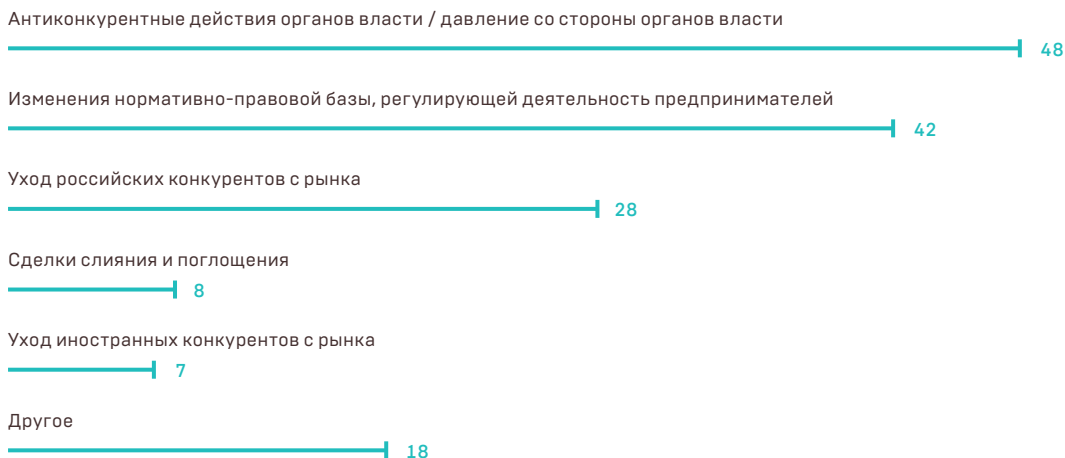 Антиконкурентные действия органов власти / давление со стороны органов власти
48
Изменения нормативно-правовой базы, регулирующей деятельность предпринимателей
42
Уход российских конкурентов с рынка
28
Сделки слияния и поглощения
8
Уход иностранных конкурентов с рынка
7
Другое
18